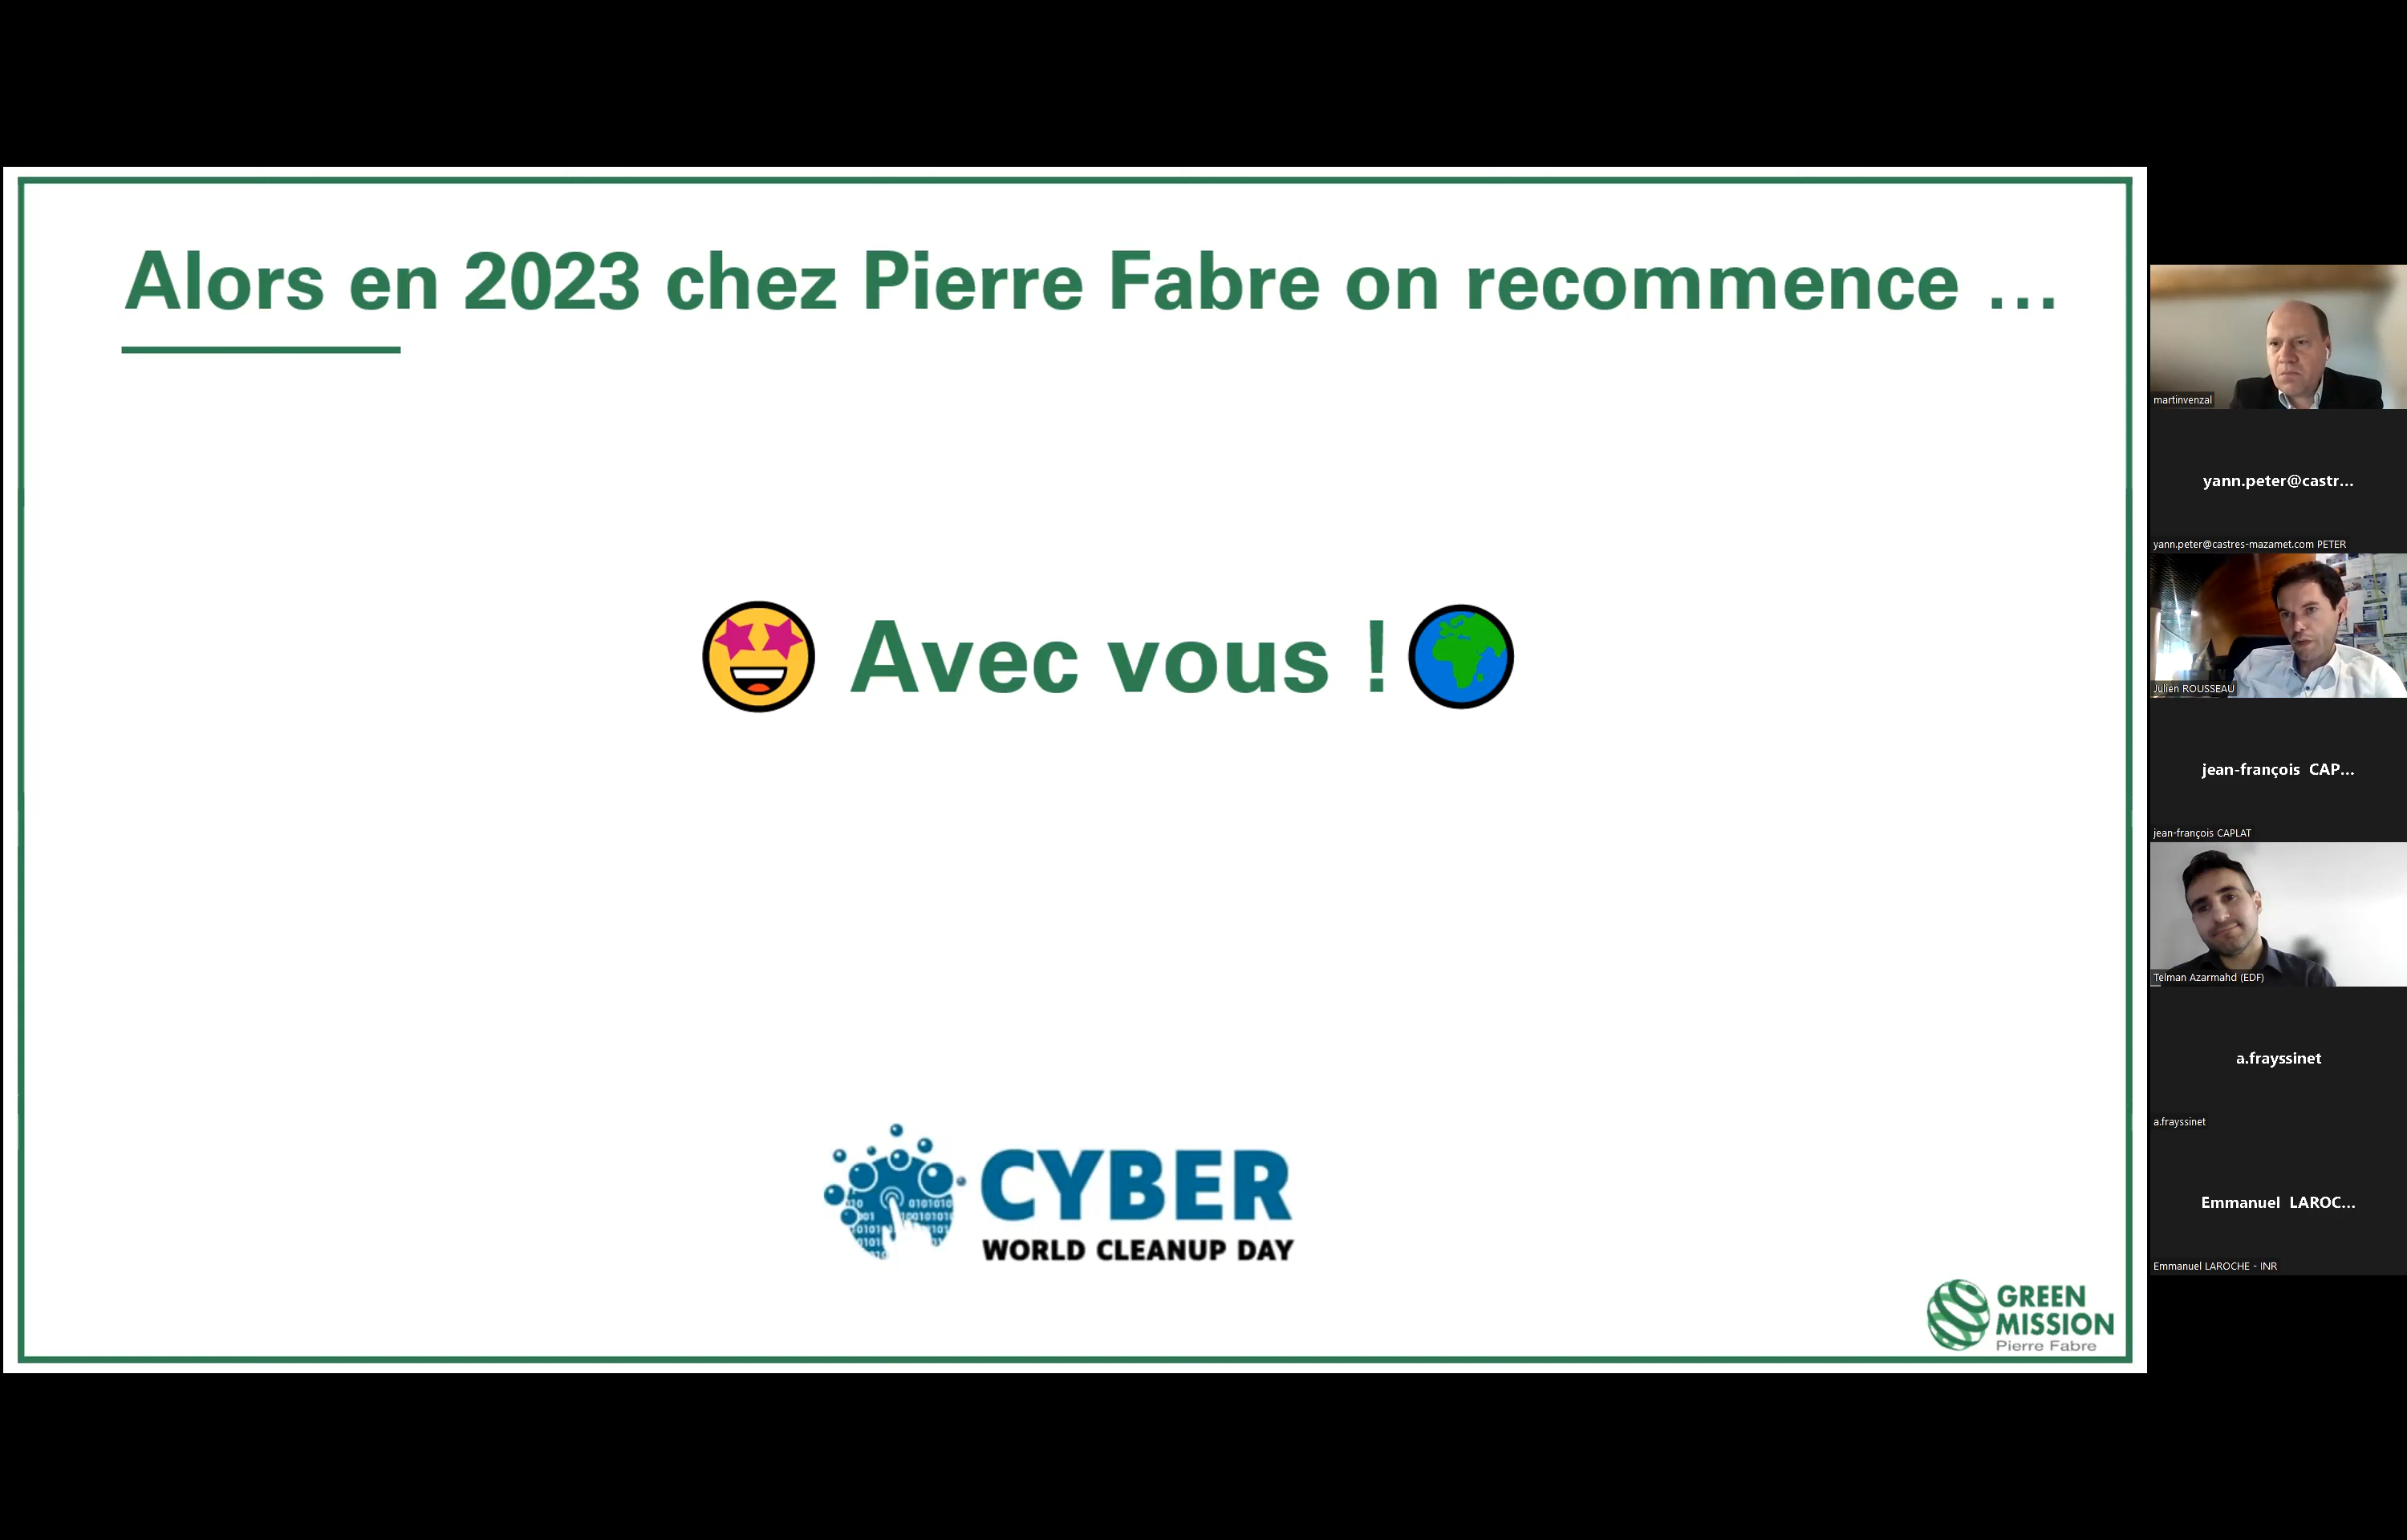 Alors en 2023 chez Pierre Fabre on recommence ...
Avec vous !
CYBER
WORLD CLEANUP DAY
GREEN
MISSION
Pierre Fabre
martinvenzal
yann.peter@castr...
yann.peter@castres-mazamet.com PETER
Julien ROUSSEAU
jean-françois CAP...
jean-françois CAPLAT
Telman Azarmahd (EDF)
a.frayssinet
a.frayssinet
Emmanuel LAROC...
Emmanuel LAROCHE - INR